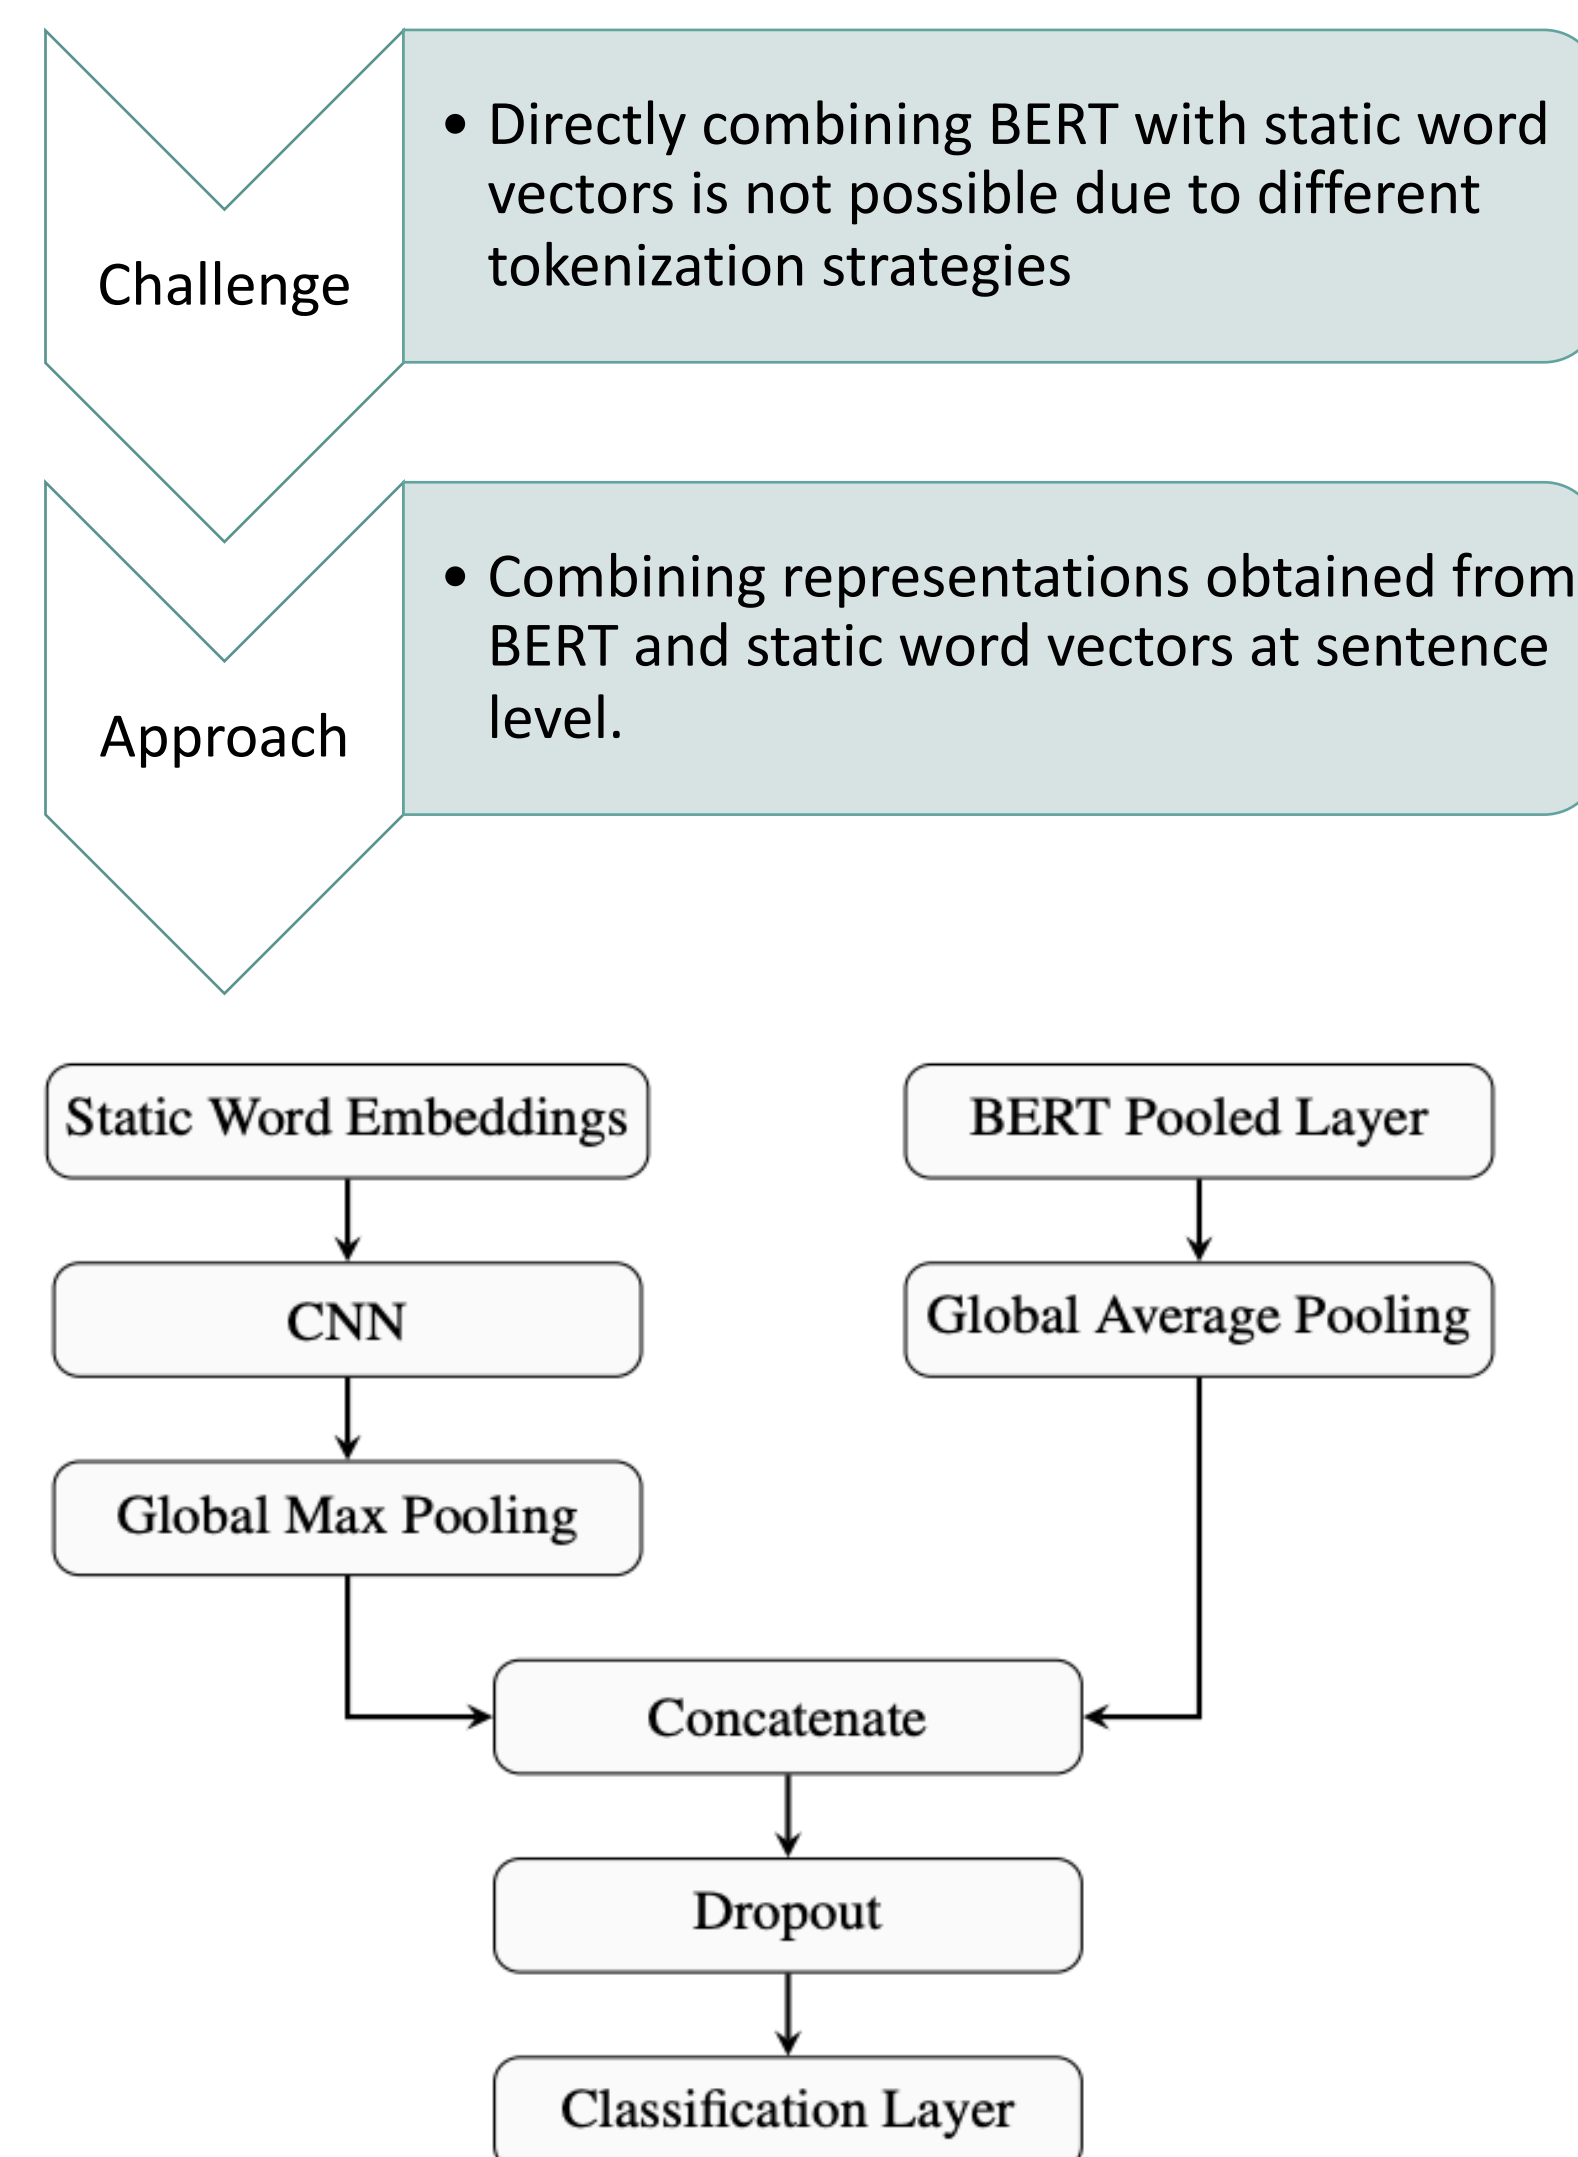 Challenge
• Directly combining BERT with static word
vectors is not possible due to different
tokenization strategies
Approach
• Combining representations obtained from
BERT and static word vectors at sentence
level.
Static Word Embeddings
BERT Pooled Layer
CNN
Global Average Pooling
Global Max Pooling
Concatenate
Dropout
Classification Layer